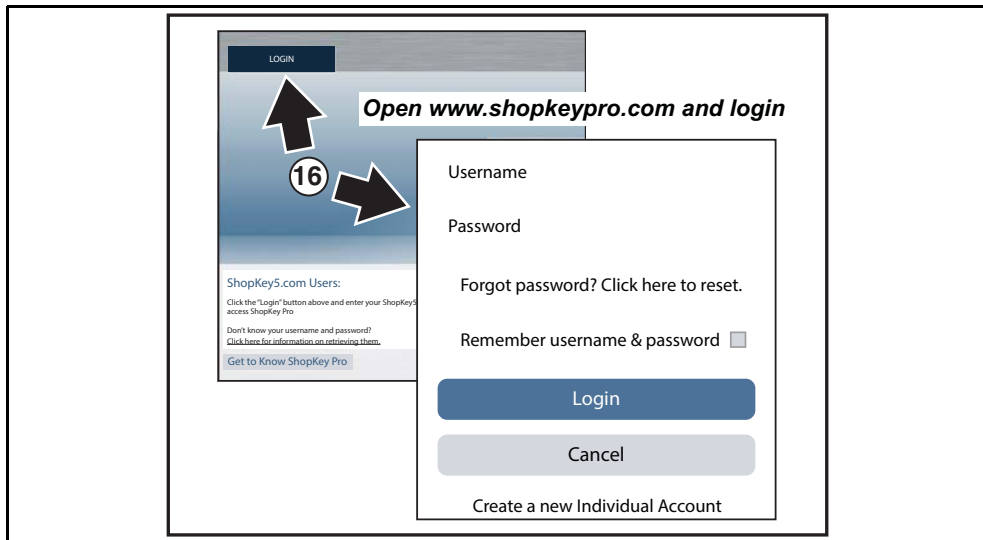 LOGIN
Open www.shopkeypro.com and login
16
Username
Password
Forgot password? Click here to reset.
Remember username & password
Login
Cancel
Create a new Individual Account
ShopKey5.com Users:
Click the "Login" button above and enter your ShopKey5
access ShopKey Pro
Don't know your username and password?
Click here for information on retrieving them.
Get to Know ShopKey Pro